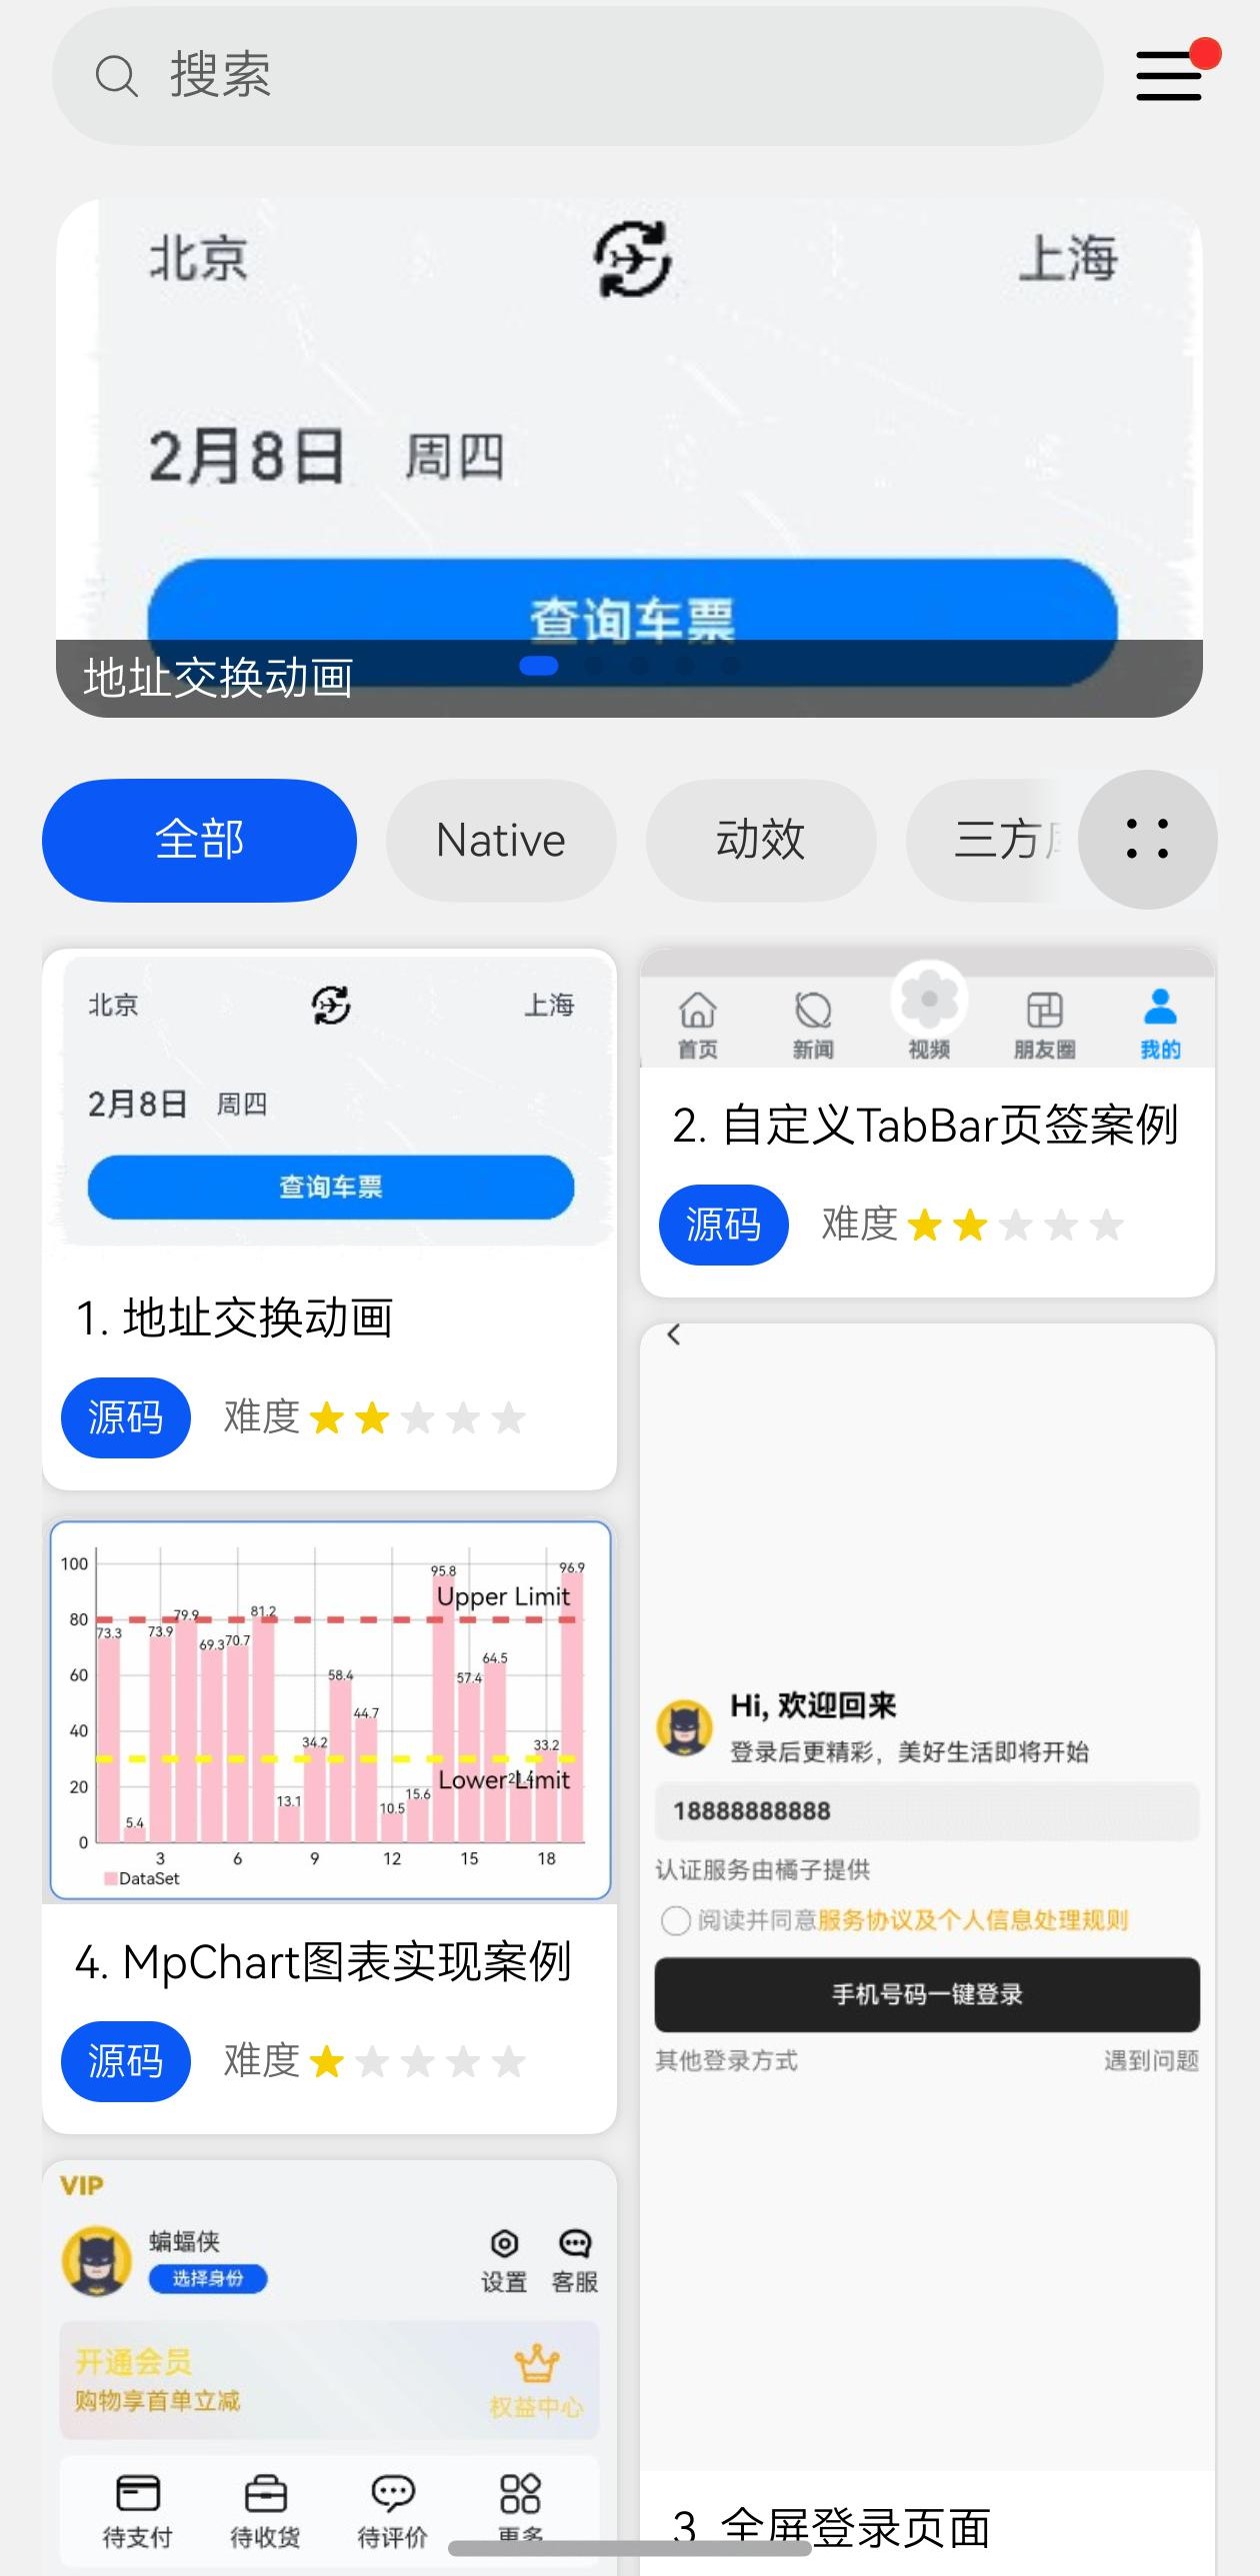 搜索
北京 上海
2月8日 周四
查询车票
地址交换动画
全部 Native 动效 三方
北京 上海
2月8日 周四
查询车票
1. 地址交换动画
源码 难度
首页 新闻 视频 朋友圈 我的
2. 自定义TabBar页签案例
源码 难度
100
80
60
40
20
0
73.3
5.4
73.9
79.9
69.3
70.7
81.2
13.1
34.2
58.4
44.7
10.5
15.6
95.8
57.4
64.5
33.2
96.9
Upper Limit
Lower Limit
3 6 9 12 15 18
DataSet
4. MpChart图表实现案例
源码 难度
Hi, 欢迎回来
登录后更精彩，美好生活即将开始
18888888888
认证服务由橘子提供
阅读并同意服务协议及个人信息处理规则
手机号码一键登录
其他登录方式 遇到问题
3. 全屏登录页面
VIP
蝙蝠侠
选择身份
设置 客服
开通会员
购物享首单立减
权益中心
待支付 待收货 待评价 更多